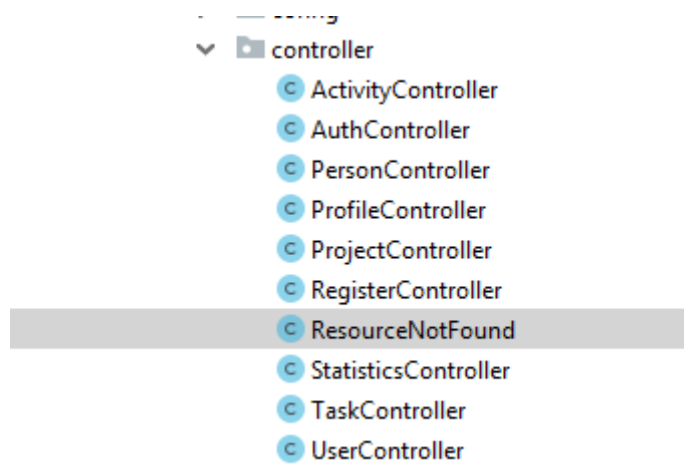 controller
C ActivityController
C AuthController
C PersonController
C ProfileController
C ProjectController
C RegisterController
C ResourceNotFound
C StatisticsController
C TaskController
C UserController